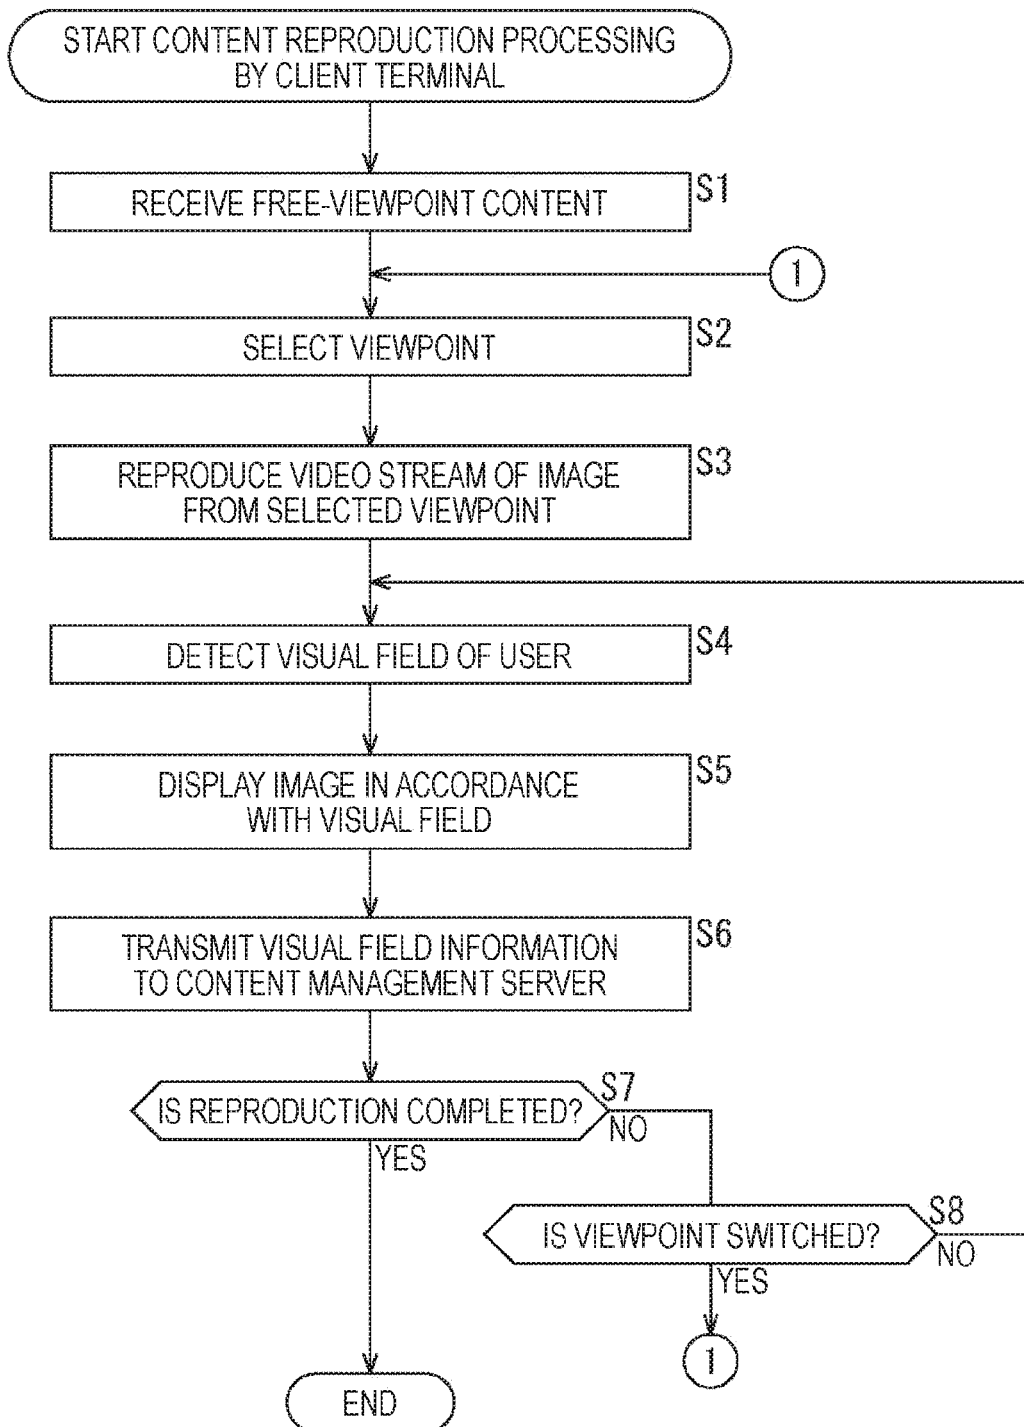 START CONTENT REPRODUCTION PROCESSING
BY CLIENT TERMINAL
S1
RECEIVE FREE-VIEWPOINT CONTENT
1
S2
SELECT VIEWPOINT
S3
REPRODUCE VIDEO STREAM OF IMAGE
FROM SELECTED VIEWPOINT
S4
DETECT VISUAL FIELD OF USER
S5
DISPLAY IMAGE IN ACCORDANCE
WITH VISUAL FIELD
S6
TRANSMIT VISUAL FIELD INFORMATION
TO CONTENT MANAGEMENT SERVER
S7
IS REPRODUCTION COMPLETED?
NO
YES
S8
IS VIEWPOINT SWITCHED?
NO
YES
1
END